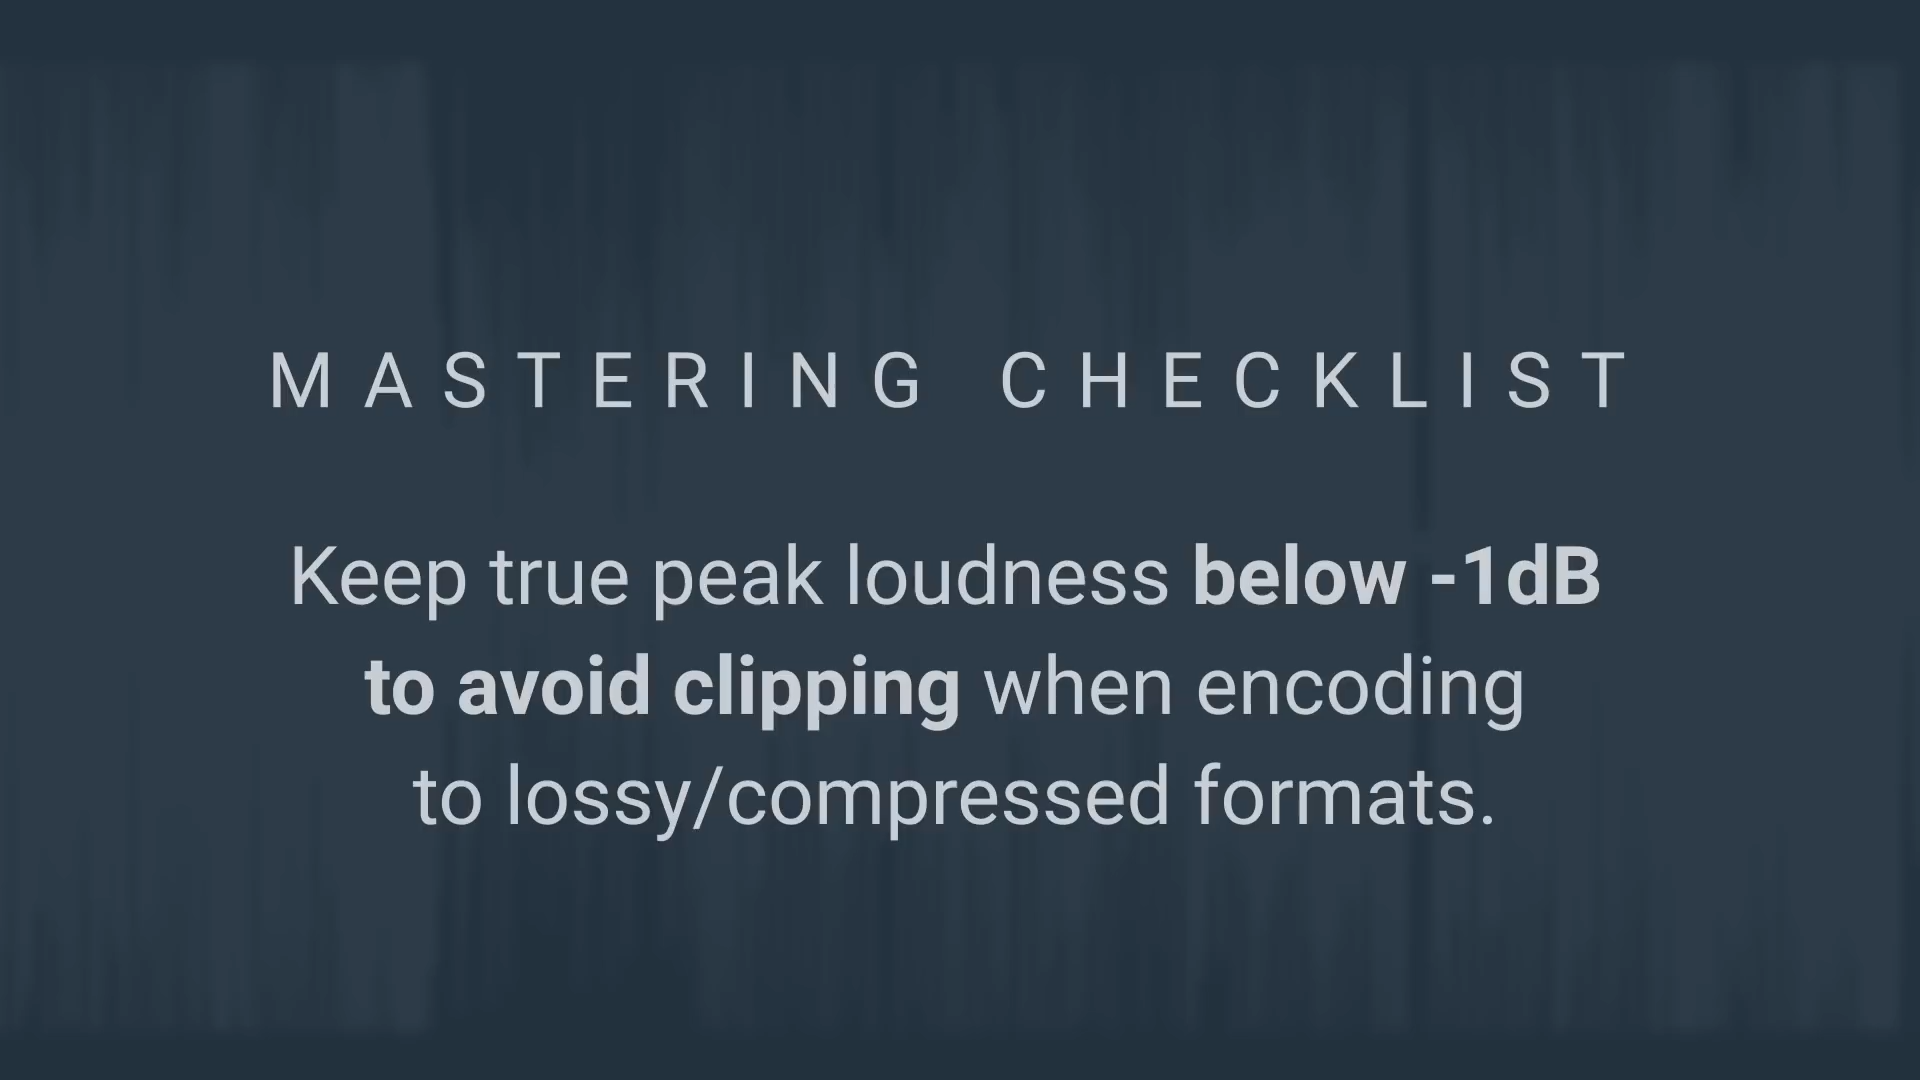 MASTERING CHECKLIST
Keep true peak loudness below -1dB
to avoid clipping when encoding
to lossy/compressed formats.